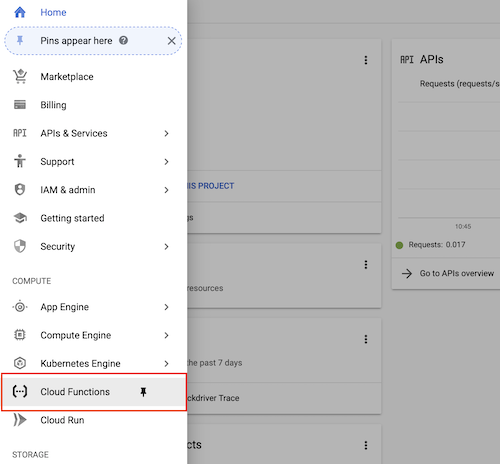 Home
Pins appear here
Marketplace
Billing
API APIs & Services
Support
IAM & admin
Getting started
Security
COMPUTE
App Engine
Compute Engine
Kubernetes Engine
Cloud Functions
Cloud Run
STORAGE
HIS PROJECT
gs
resources
the past 7 days
ckdriver Trace
cts
API APIs
Requests (requests/s
10:45
Requests: 0.017
Go to APIs overview